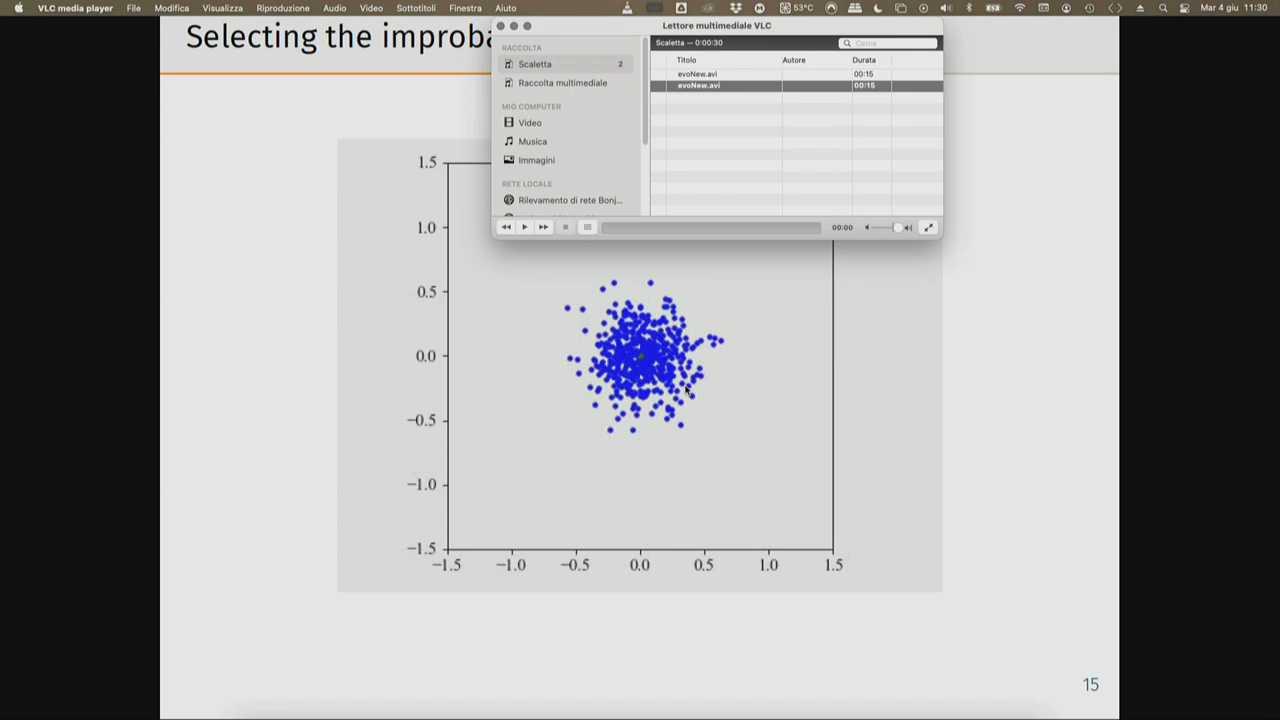 VLC media player File Modifica Visualizza Riproduzione Audio Video Sottotitoli Finestra Aiuto 53°C Mar 4 giu 11:30
Selecting the improba
Lettore multimediale VLC
RACCOLTA
Scaletta 2
Raccolta multimediale
MIO COMPUTER
Video
Musica
Immagini
RETE LOCALE
Rilevamento di rete Bonj...
Scaletta — 0:00:30
Cerca
Titolo Autore Durata
evoNew.avi 00:15
evoNew.avi 00:15
00:00
1.5
1.0
0.5
0.0
−0.5
−1.0
−1.5
−1.5 −1.0 −0.5 0.0 0.5 1.0 1.5
15